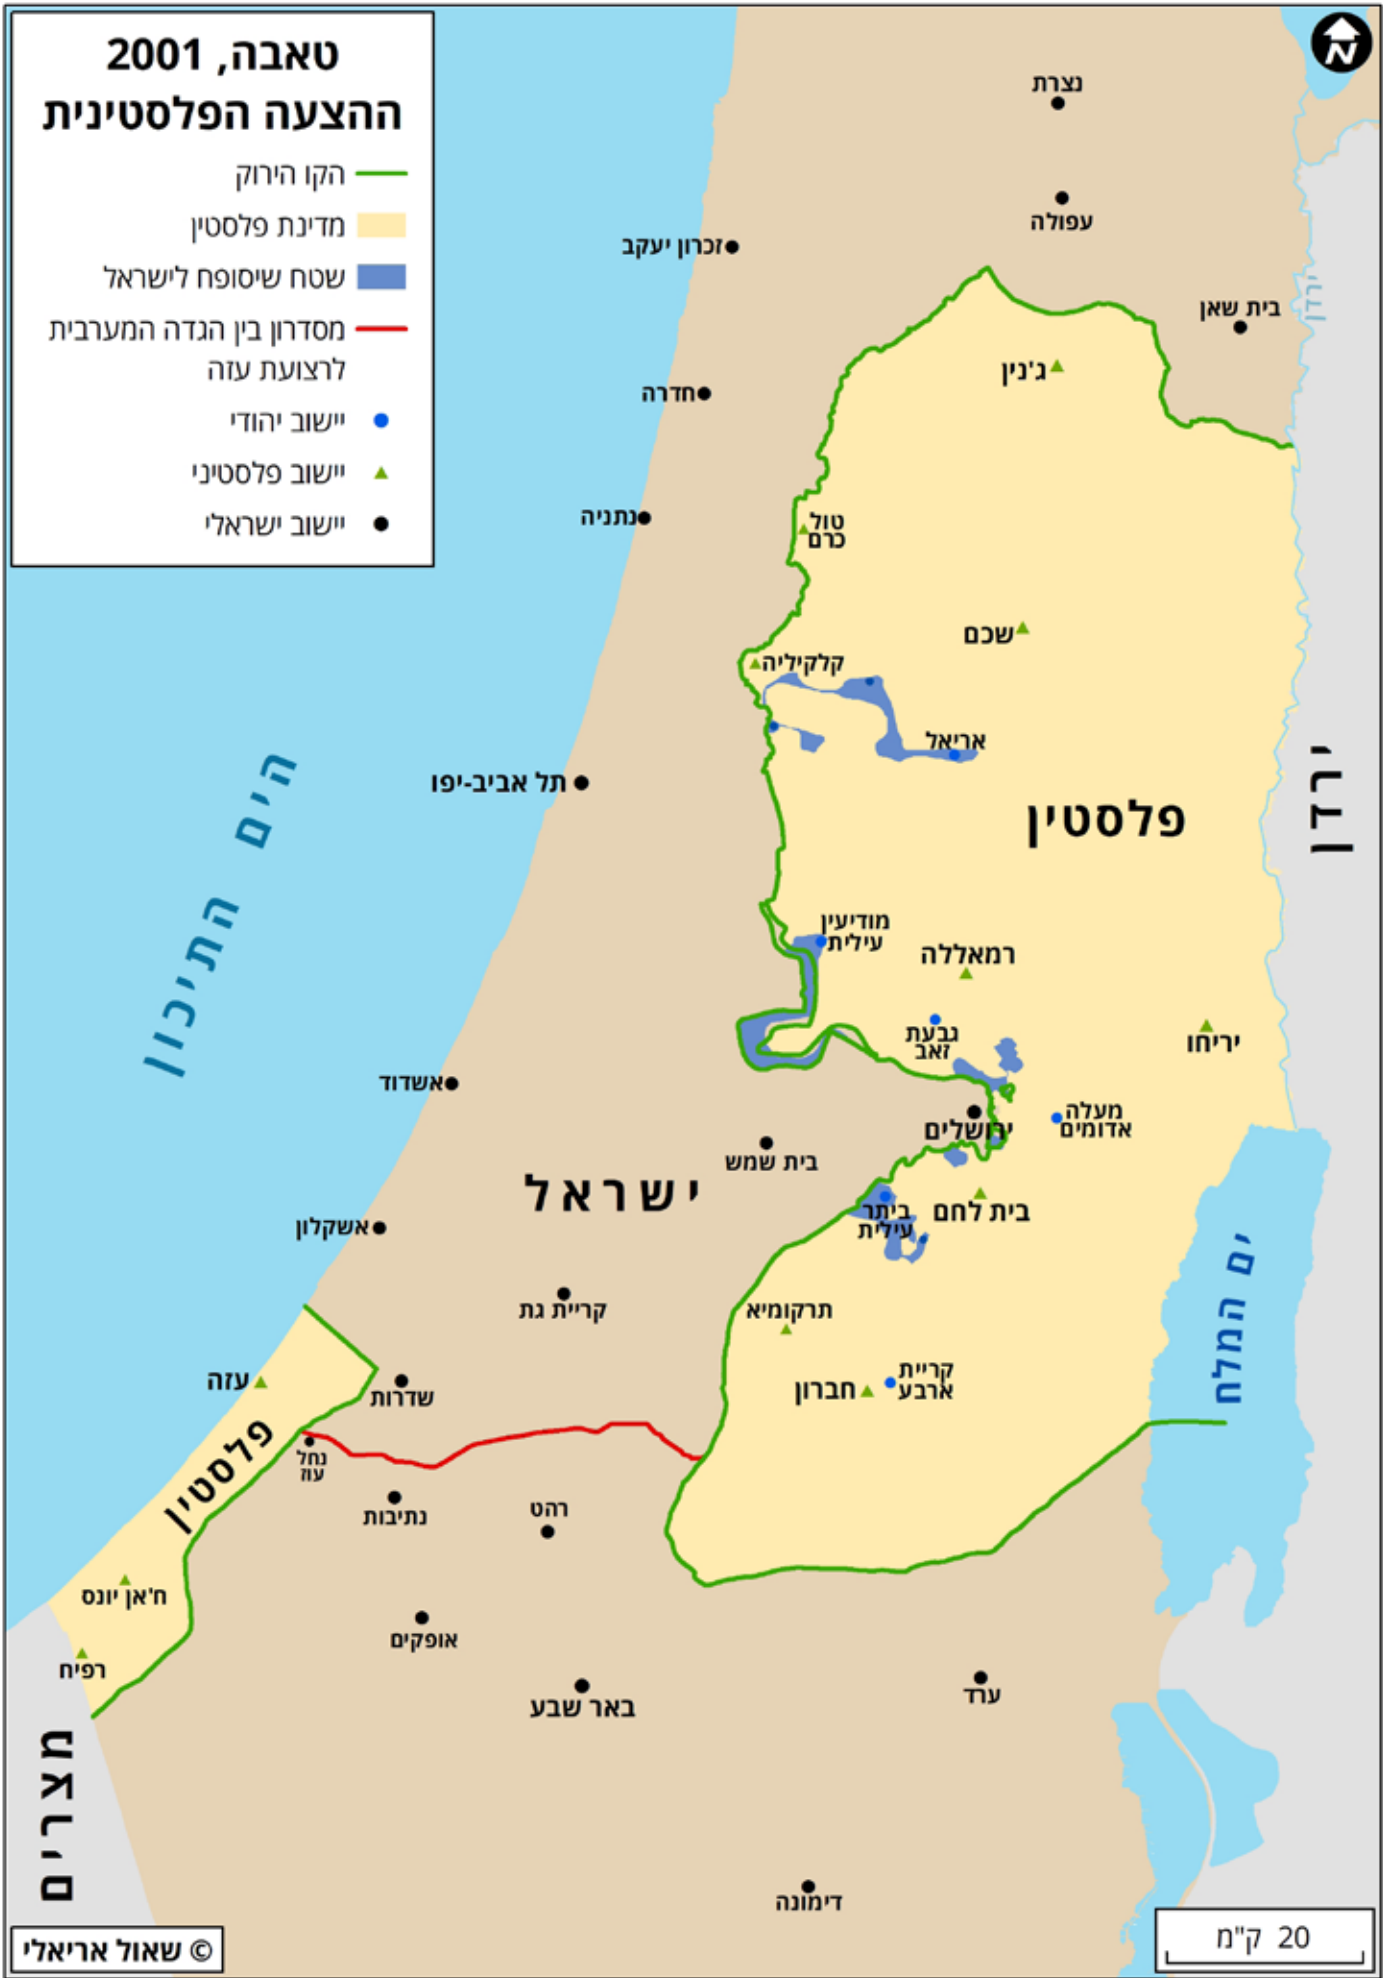 טאבה, 2001
ההצעה הפלסטינית
הקו הירוק
מדינת פלסטין
שטח שיסופח לישראל
מסדרון בין הגדה המערבית
לרצועת עזה
יישוב יהודי
יישוב פלסטיני
יישוב ישראלי
N
נצרת
עפולה
זכרון יעקב
בית שאן
ירדן
ג'נין
חדרה
נתניה
טול
כרם
שכם
קלקיליה
אריאל
תל אביב-יפו
פלסטין
ירדן
הים התיכון
מודיעין
עילית
רמאללה
גבעת
זאב
יריחו
אשדוד
מעלה
אדומים
ירושלים
בית שמש
ישראל
ביתר
עילית
בית לחם
אשקלון
ים המלח
קריית גת
תרקומיא
עזה
שדרות
חברון
קריית
ארבע
פלסטין
נחל
עוז
נתיבות
רהט
ח'אן יונס
אופקים
רפיח
באר שבע
ערד
מצרים
דימונה
© שאול אריאלי
20 ק"מ